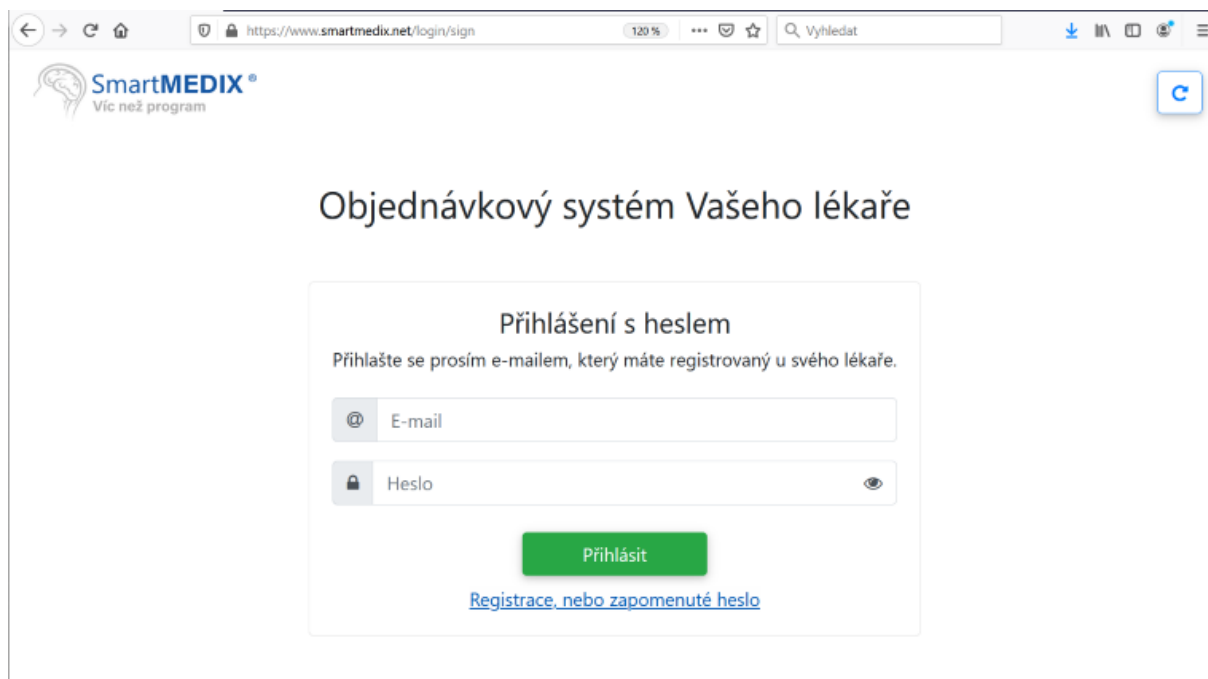 https://www.smartmedix.net/login/sign
120 %
Vyhledat
SmartMEDIX ®
Víc než program
Objednávkový systém Vašeho lékaře
Přihlášení s heslem
Přihlašte se prosím e-mailem, který máte registrovaný u svého lékaře.
@ E-mail
Heslo
Přihlásit
Registrace, nebo zapomenuté heslo